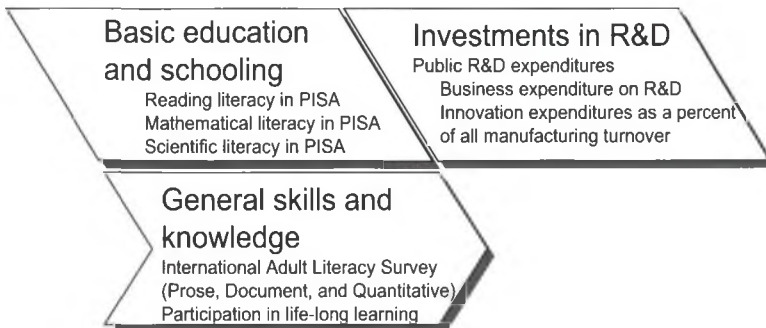 Basic education
and schooling
Reading literacy in PISA
Mathematical literacy in PISA
Scientific literacy in PISA
Investments in R&D
Public R&D expenditures
Business expenditure on R&D
Innovation expenditures as a percent
of all manufacturing turnover
General skills and
knowledge
International Adult Literacy Survey
(Prose, Document, and Quantitative)
Participation in life-long learning